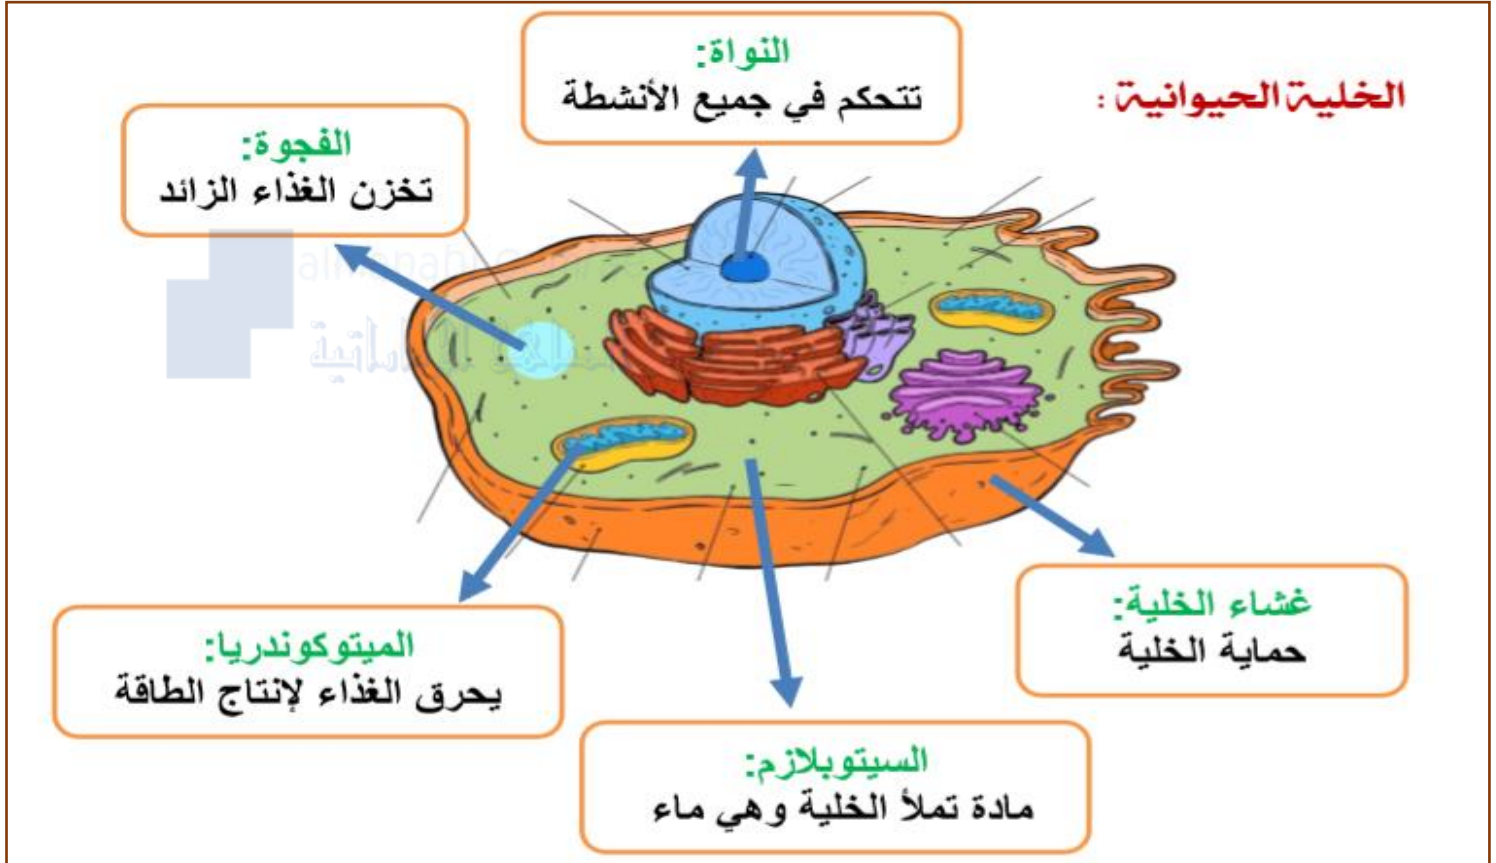 الخلية الحيوانية :
النواة:
تتحكم في جميع الأنشطة
الفجوة:
تخزن الغذاء الزائد
غشاء الخلية:
حماية الخلية
الميتوكوندريا:
يحرق الغذاء لإنتاج الطاقة
السيتوبلازم:
مادة تملأ الخلية وهي ماء